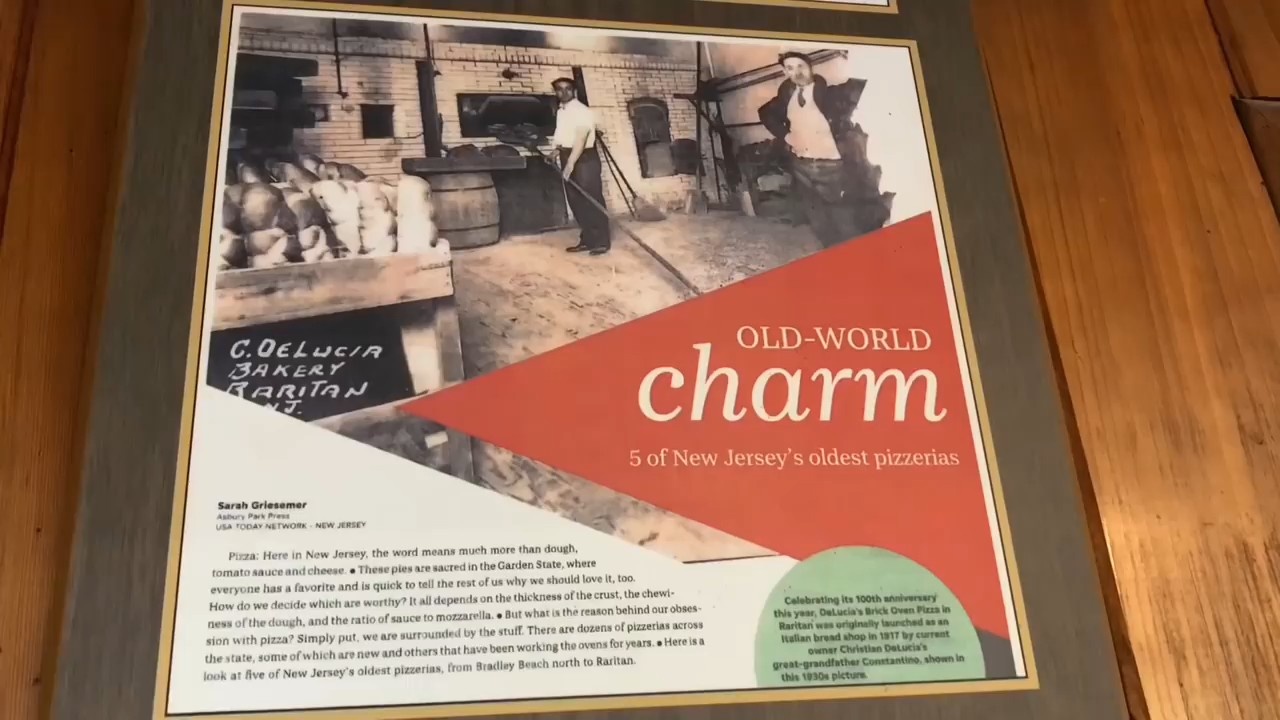 C. DELUCIA
BAKERY
RARITAN
N.J.
OLD-WORLD
charm
5 of New Jersey's oldest pizzerias
Sarah Griesemer
Asbury Park Press
USA TODAY NETWORK - NEW JERSEY
Pizza: Here in New Jersey, the word means much more than dough,
tomato sauce and cheese. • These pies are sacred in the Garden State, where
everyone has a favorite and is quick to tell the rest of us why we should love it, too.
How do we decide which are worthy? It all depends on the thickness of the crust, the chewi-
ness of the dough, and the ratio of sauce to mozzarella. • But what is the reason behind our obses-
sion with pizza? Simply put, we are surrounded by the stuff. There are dozens of pizzerias across
the state, some of which are new and others that have been working the ovens for years. • Here is a
look at five of New Jersey's oldest pizzerias, from Bradley Beach north to Raritan.
Celebrating its 100th anniversary
this year, DeLucia's Brick Oven Pizza in
Raritan was originally launched as an
Italian bread shop in 1917 by current
owner Christian DeLucia's
great-grandfather Constantino, shown in
this 1930s picture.